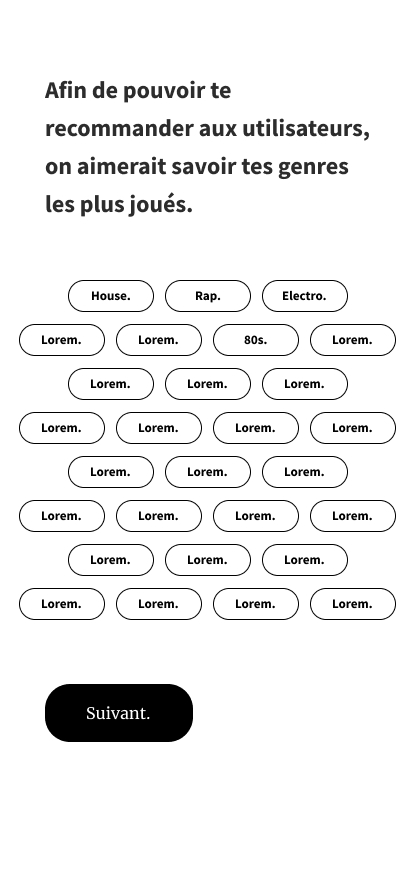 Afin de pouvoir te
recommander aux utilisateurs,
on aimerait savoir tes genres
les plus joués.
House. Rap. Electro.
Lorem. Lorem. 80s. Lorem.
Lorem. Lorem. Lorem.
Lorem. Lorem. Lorem. Lorem.
Lorem. Lorem. Lorem.
Lorem. Lorem. Lorem. Lorem.
Lorem. Lorem. Lorem.
Lorem. Lorem. Lorem. Lorem.
Suivant.